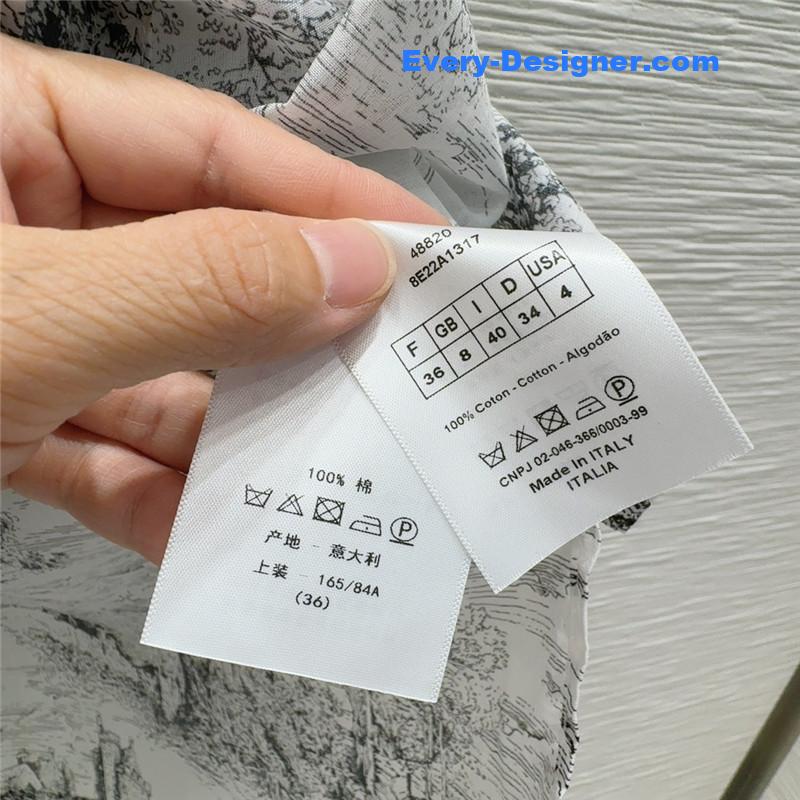 Every-Designer.com
48820
8E22A1317
F GB I D USA
36 8 40 34 4
100% Coton - Cotton - Algodão
P
CNPJ 02-046-366/0003-99
Made in ITALY
ITALIA
100% 棉
P
产地 - 意大利
上装 - 165/84A
(36)